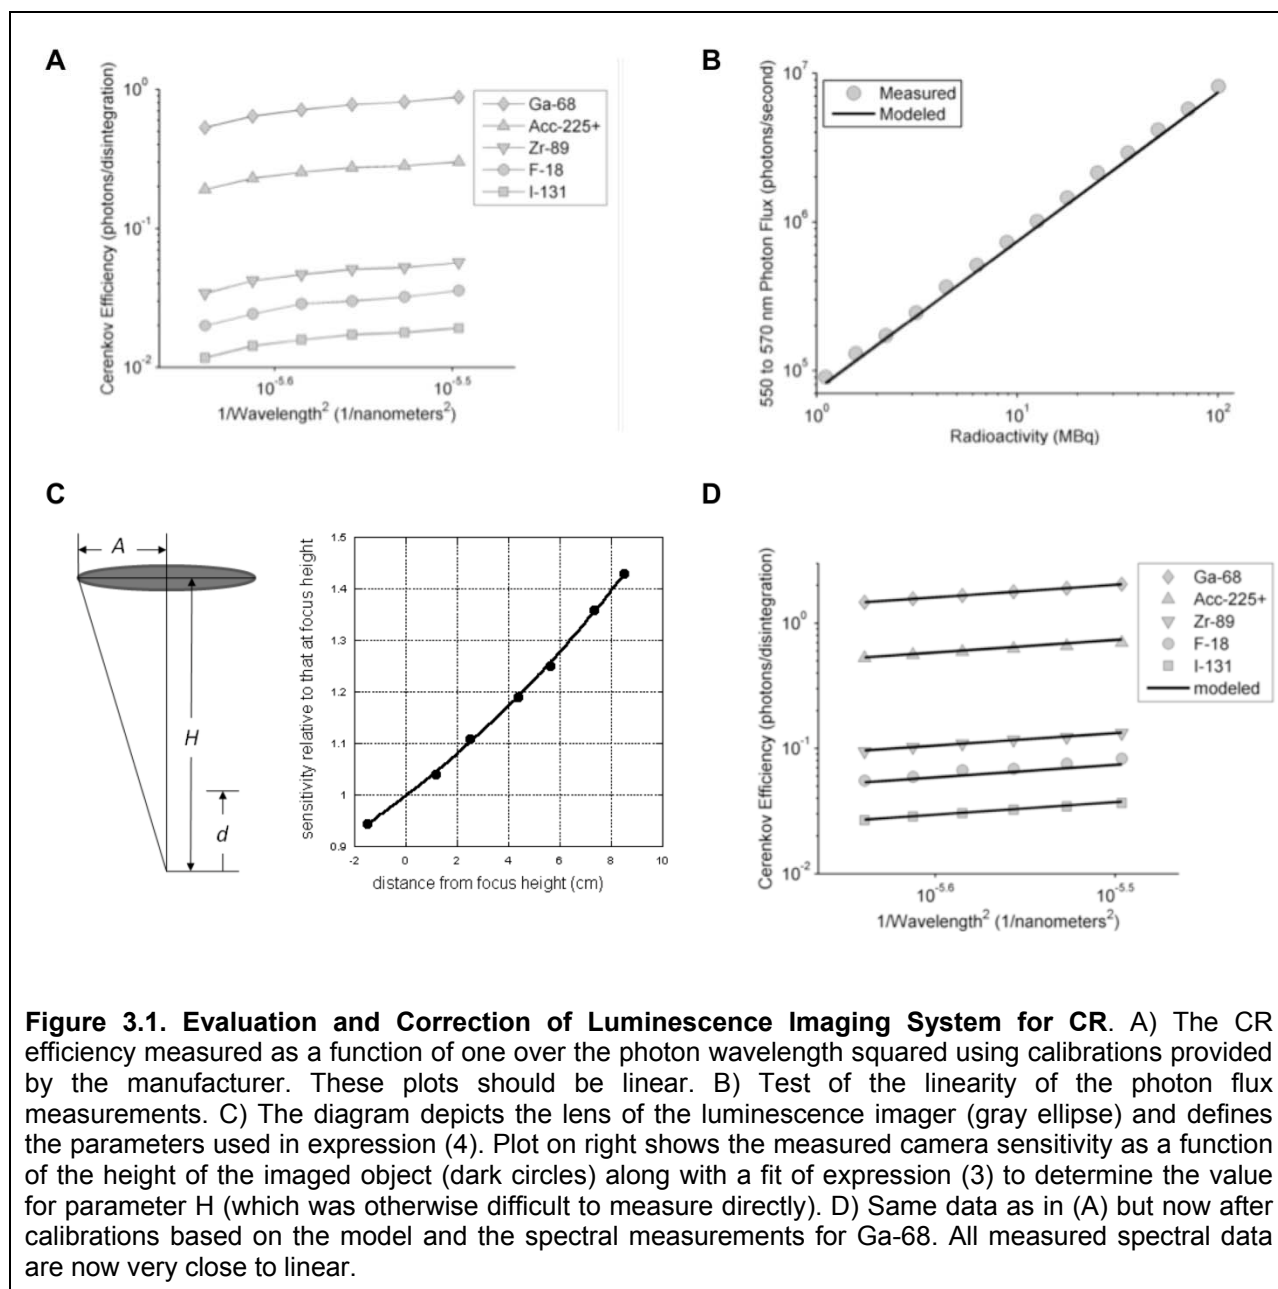 A
Cerenkov Efficiency (photons/disintegration)
10^0
10^-1
10^-2
Ga-68
Acc-225+
Zr-89
F-18
I-131
10^-5.6
10^-5.5
1/Wavelength^2 (1/nanometers^2)
B
550 to 570 nm Photon Flux (photons/second)
10^7
10^6
10^5
Measured
Modeled
10^0
10^1
10^2
Radioactivity (MBq)
C
A
H
d
sensitivity relative to that at focus height
1.5
1.4
1.3
1.2
1.1
1
0.9
-2
0
2
4
6
8
10
distance from focus height (cm)
D
Cerenkov Efficiency (photons/disintegration)
10^0
10^-1
10^-2
Ga-68
Acc-225+
Zr-89
F-18
I-131
modeled
10^-5.6
10^-5.5
1/Wavelength^2 (1/nanometers^2)
Figure 3.1. Evaluation and Correction of Luminescence Imaging System for CR. A) The CR
efficiency measured as a function of one over the photon wavelength squared using calibrations provided
by the manufacturer. These plots should be linear. B) Test of the linearity of the photon flux
measurements. C) The diagram depicts the lens of the luminescence imager (gray ellipse) and defines
the parameters used in expression (4). Plot on right shows the measured camera sensitivity as a function
of the height of the imaged object (dark circles) along with a fit of expression (3) to determine the value
for parameter H (which was otherwise difficult to measure directly). D) Same data as in (A) but now after
calibrations based on the model and the spectral measurements for Ga-68. All measured spectral data
are now very close to linear.